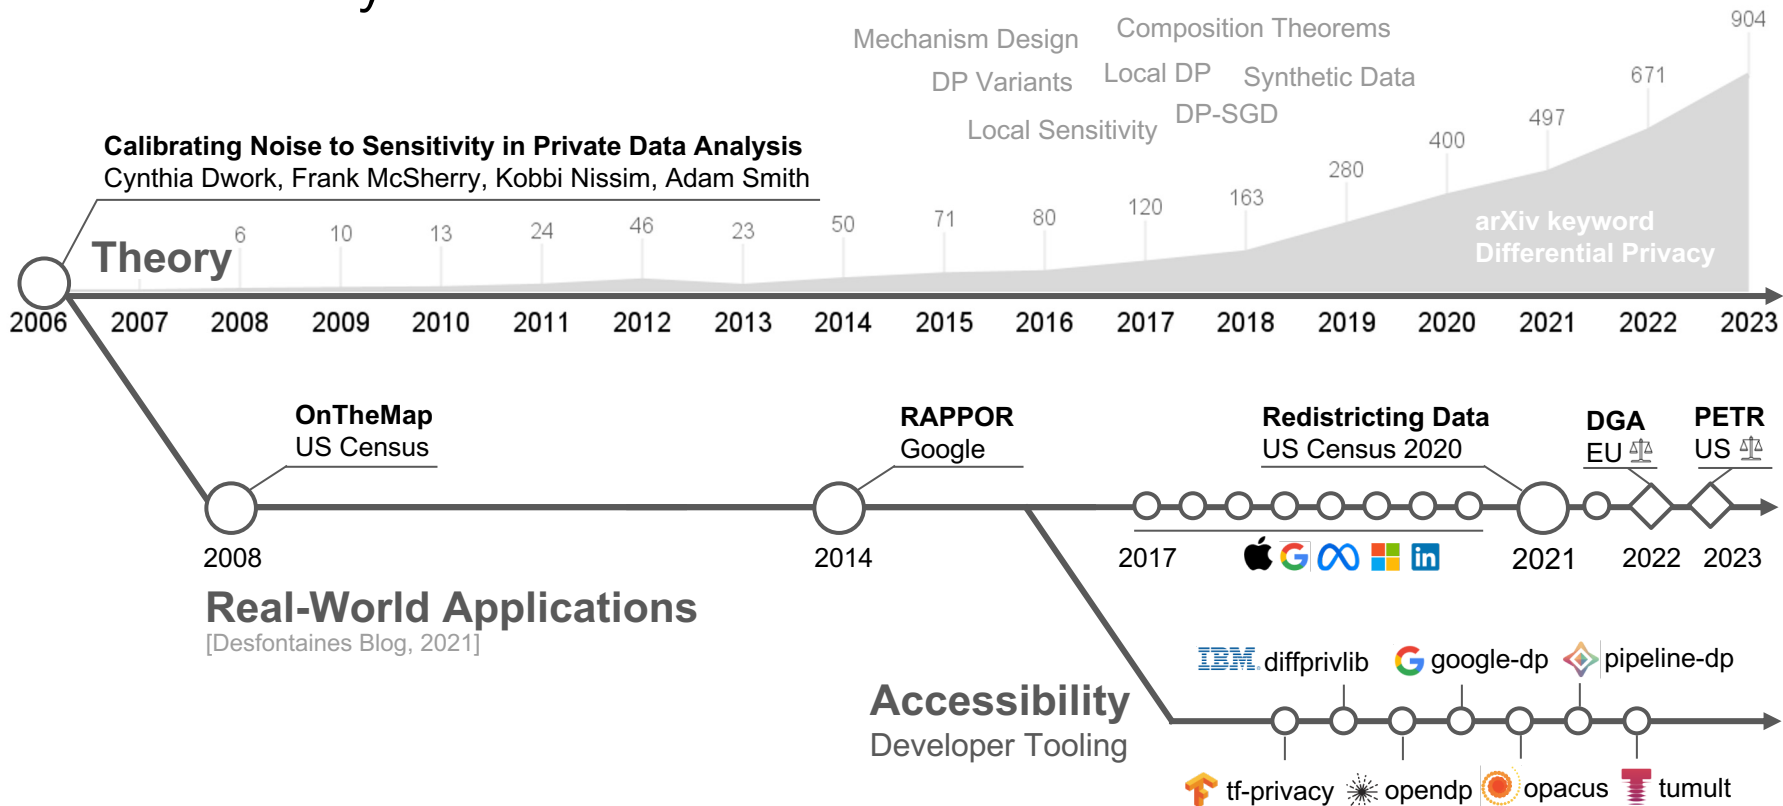 904
Composition Theorems
Mechanism Design
671
Local DP
Synthetic Data
DP Variants
497
DP-SGD
Local Sensitivity
400
Calibrating Noise to Sensitivity in Private Data Analysis
280
Cynthia Dwork, Frank McSherry, Kobbi Nissim, Adam Smith
163
120
80
71
50
46
23
24
13
10
6
arXiv keyword
Differential Privacy
Theory
2006 2007 2008 2009 2010 2011 2012 2013 2014 2015 2016 2017 2018 2019 2020 2021 2022 2023
OnTheMap
US Census
RAPPOR
Google
Redistricting Data
US Census 2020
DGA
EU
PETR
US
2008
2014
2017
in
2021
2022
2023
Real-World Applications
[Desfontaines Blog, 2021]
IBM. diffprivlib
G google-dp
pipeline-dp
Accessibility
Developer Tooling
tf-privacy
opendp
opacus
tumult